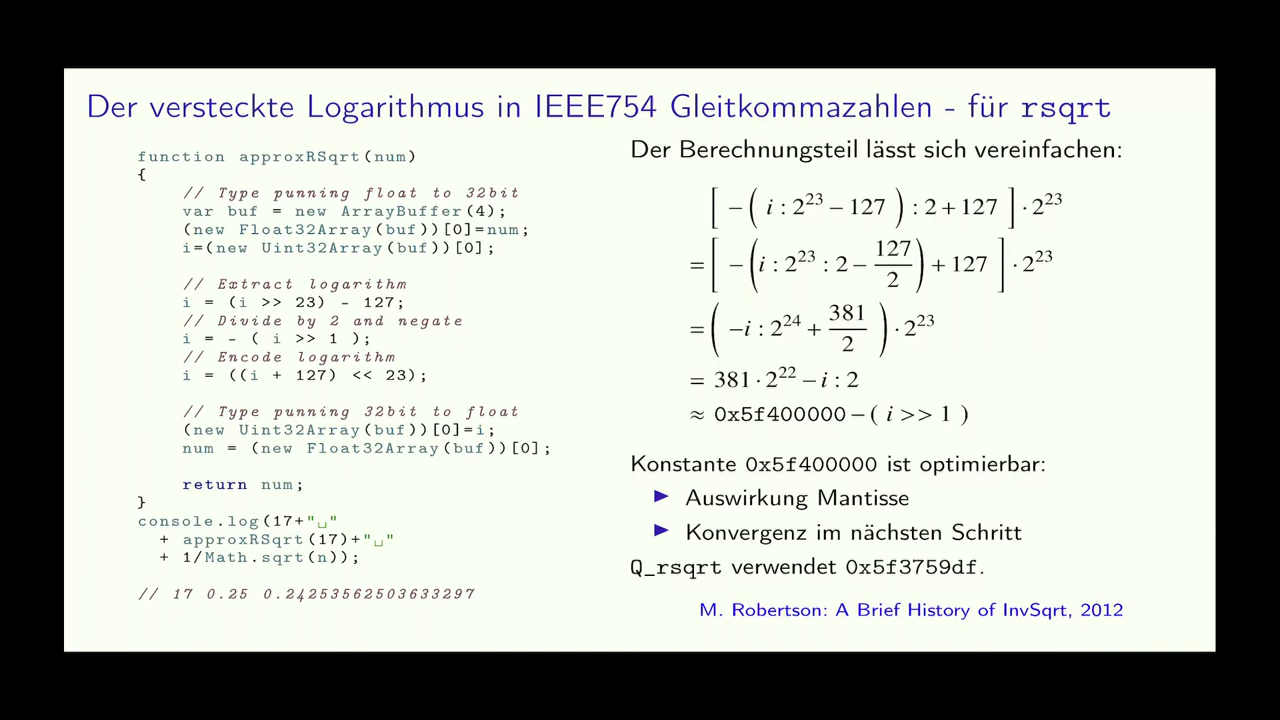 Der versteckte Logarithmus in IEEE754 Gleitkommazahlen - für rsqrt
function approxRSqrt(num)
{
// Type punning float to 32bit
var buf = new ArrayBuffer(4);
(new Float32Array(buf))[0]=num;
i=(new Uint32Array(buf))[0];
// Extract logarithm
i = (i >> 23) - 127;
// Divide by 2 and negate
i = - ( i >> 1 );
// Encode logarithm
i = ((i + 127) << 23);
// Type punning 32bit to float
(new Uint32Array(buf))[0]=i;
num = (new Float32Array(buf))[0];
return num;
}
console.log(17+"␣"
+ approxRSqrt(17)+"␣"
+ 1/Math.sqrt(n));
// 17 0.25 0.24253562503633297
Der Berechnungsteil lässt sich vereinfachen:
[ −( i : 2²³ − 127 ) : 2 + 127 ] · 2²³
= [ −( i : 2²³ : 2 − 127/2 ) + 127 ] · 2²³
= ( −i : 2²⁴ + 381/2 ) · 2²³
= 381 · 2²² − i : 2
≈ 0x5f400000 − ( i >> 1 )
Konstante 0x5f400000 ist optimierbar:
▶ Auswirkung Mantisse
▶ Konvergenz im nächsten Schritt
Q_rsqrt verwendet 0x5f3759df.
M. Robertson: A Brief History of InvSqrt, 2012